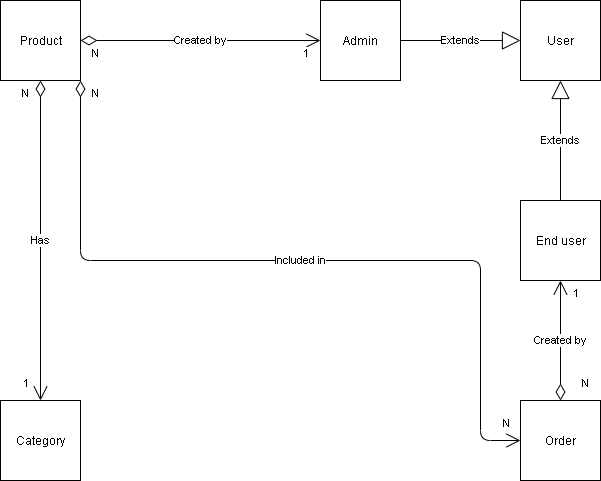 Product
Created by
N
1
Admin
Extends
User
N
N
Extends
Has
End user
Included in
1
Created by
1
N
N
Category
Order